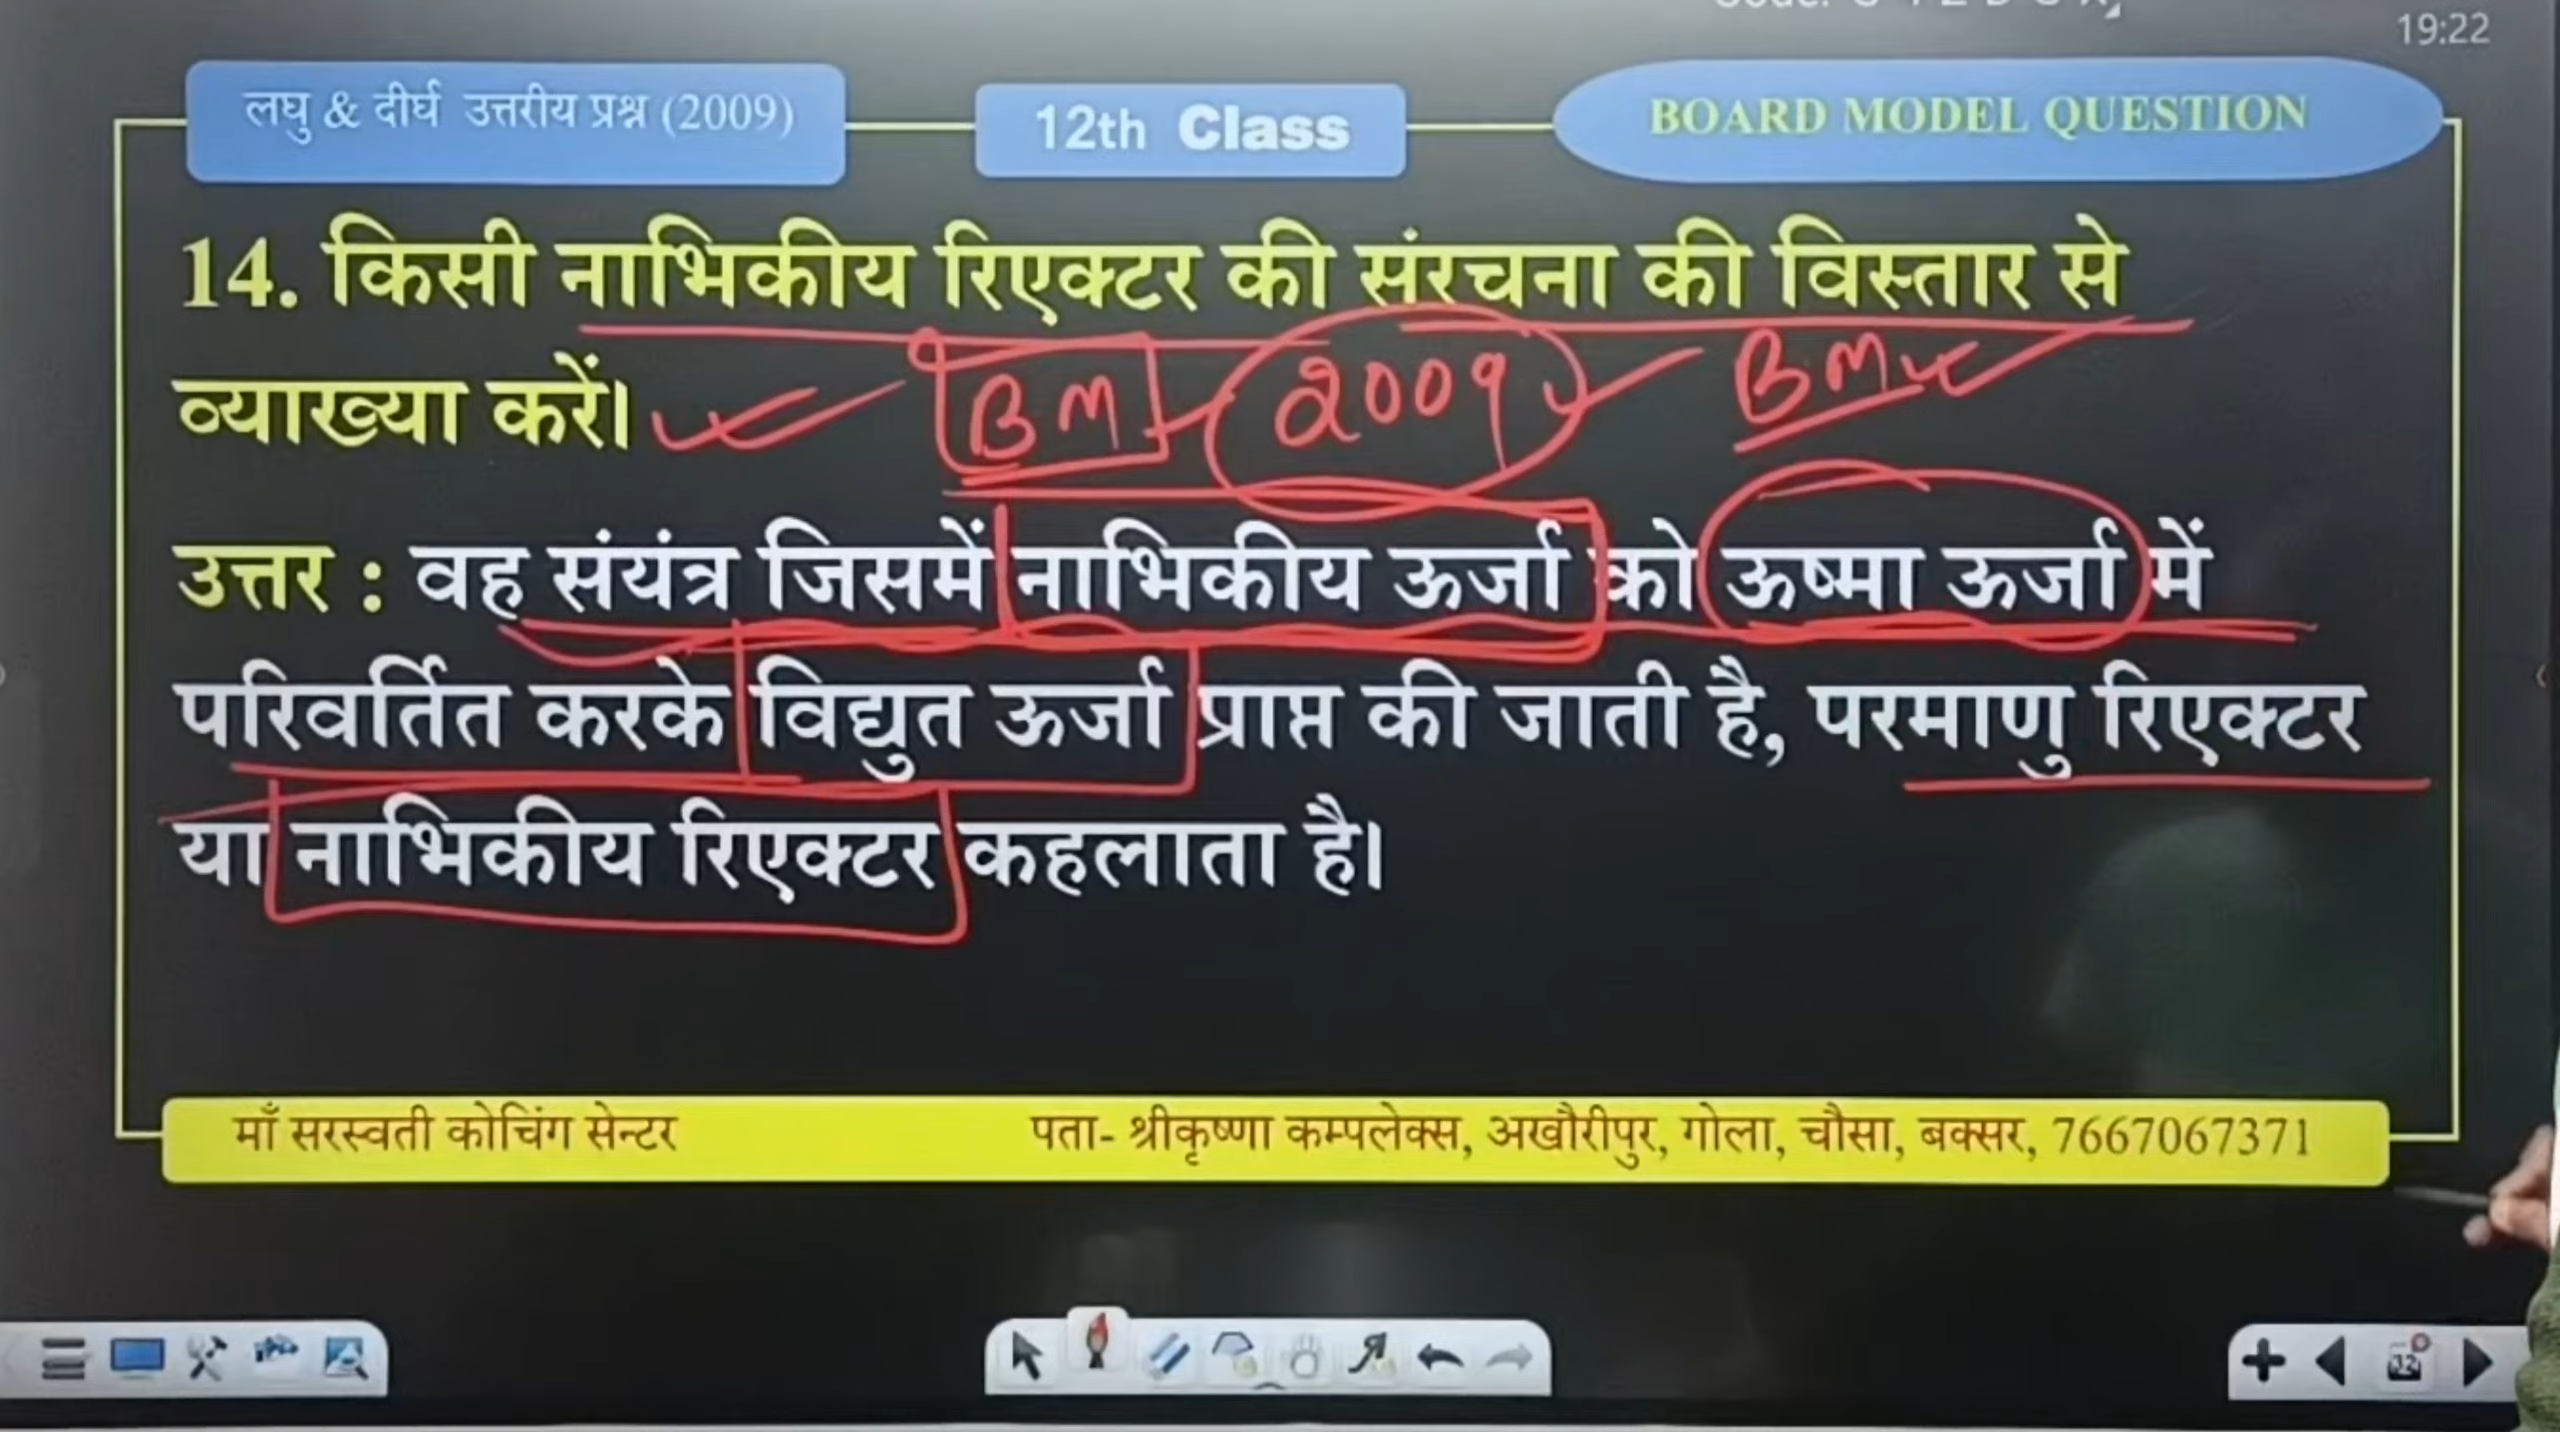 19:22
लघु & दीर्घ उत्तरीय प्रश्न (2009)
12th Class
BOARD MODEL QUESTION
14. किसी नाभिकीय रिएक्टर की संरचना की विस्तार से
व्याख्या करें।
BM 2009 BM
उत्तर : वह संयंत्र जिसमें नाभिकीय ऊर्जा को ऊष्मा ऊर्जा में
परिवर्तित करके विद्युत ऊर्जा प्राप्त की जाती है, परमाणु रिएक्टर
या नाभिकीय रिएक्टर कहलाता है।
माँ सरस्वती कोचिंग सेन्टर
पता- श्रीकृष्णा कम्पलेक्स, अखौरीपुर, गोला, चौसा, बक्सर, 7667067371